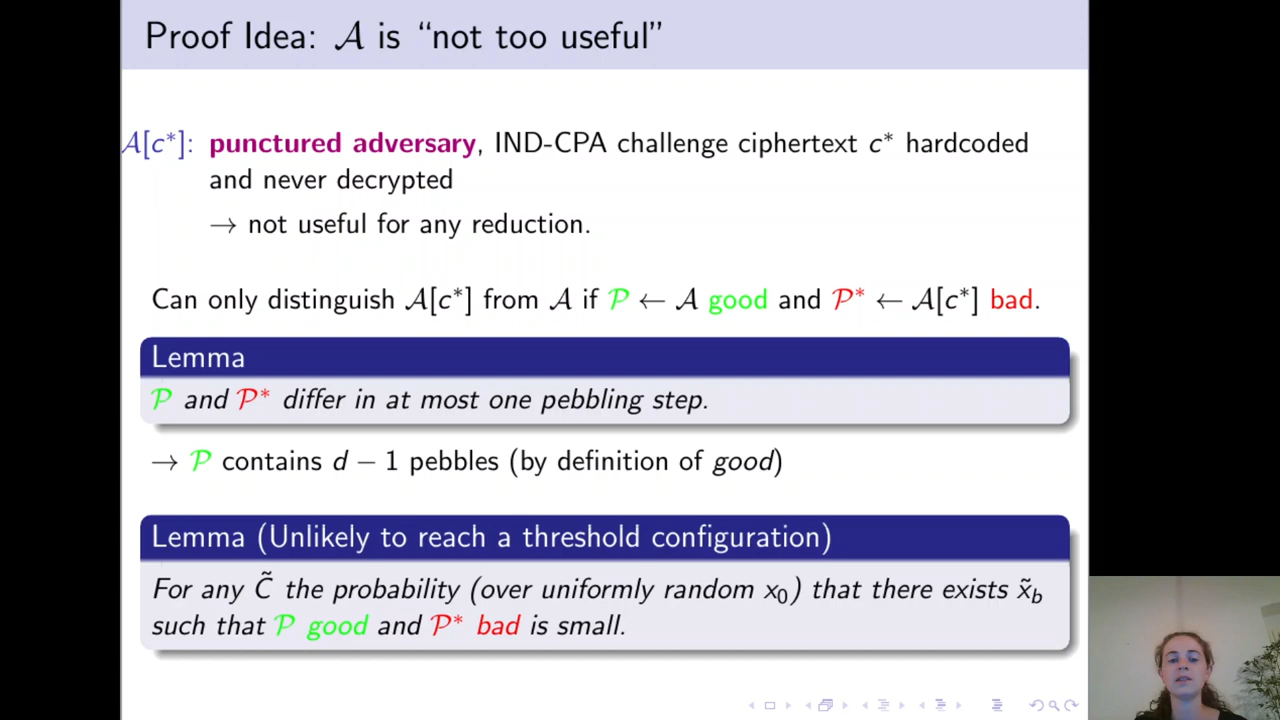 Proof Idea: 𝒜 is “not too useful”
𝒜[c*]: punctured adversary, IND-CPA challenge ciphertext c* hardcoded
and never decrypted
→ not useful for any reduction.
Can only distinguish 𝒜[c*] from 𝒜 if 𝒫 ← 𝒜 good and 𝒫* ← 𝒜[c*] bad.
Lemma
𝒫 and 𝒫* differ in at most one pebbling step.
→ 𝒫 contains d − 1 pebbles (by definition of good)
Lemma (Unlikely to reach a threshold configuration)
For any C̃ the probability (over uniformly random x₀) that there exists x̃_b
such that 𝒫 good and 𝒫* bad is small.